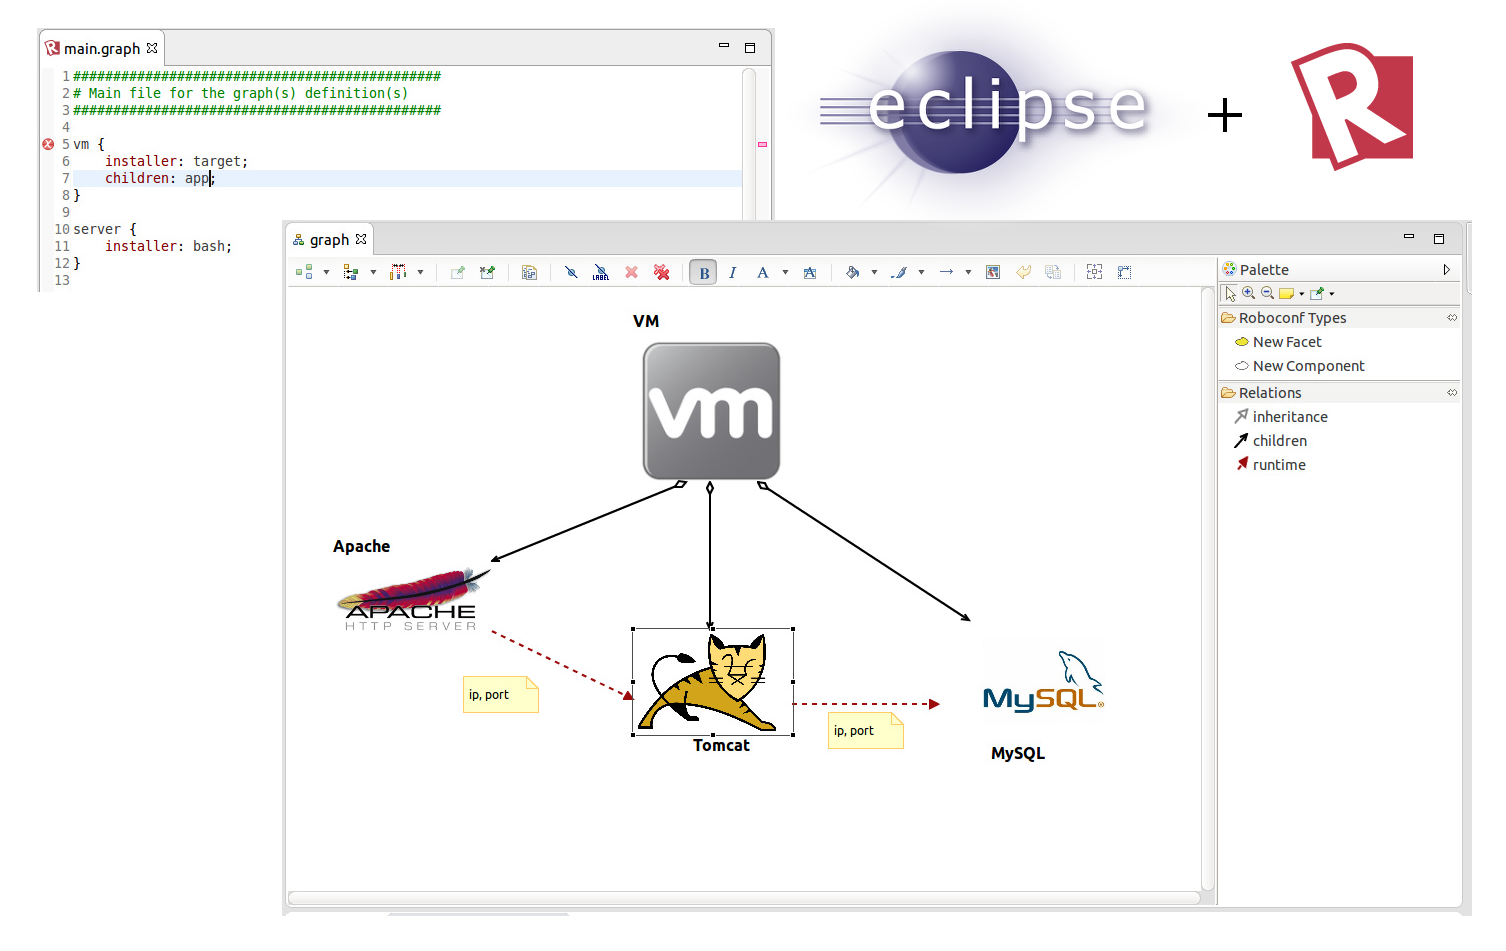 main.graph
1 ##############################################
2 # Main file for the graph(s) definition(s)
3 ##############################################
4
5 vm {
6     installer: target;
7     children: app;
8 }
9
10 server {
11     installer: bash;
12 }
13
eclipse + R
graph
LABEL
B I A A
Palette
Roboconf Types
New Facet
New Component
Relations
inheritance
children
runtime
VM
vm
Apache
APACHE
HTTP SERVER
ip, port
Tomcat
ip, port
MySQL®
MySQL